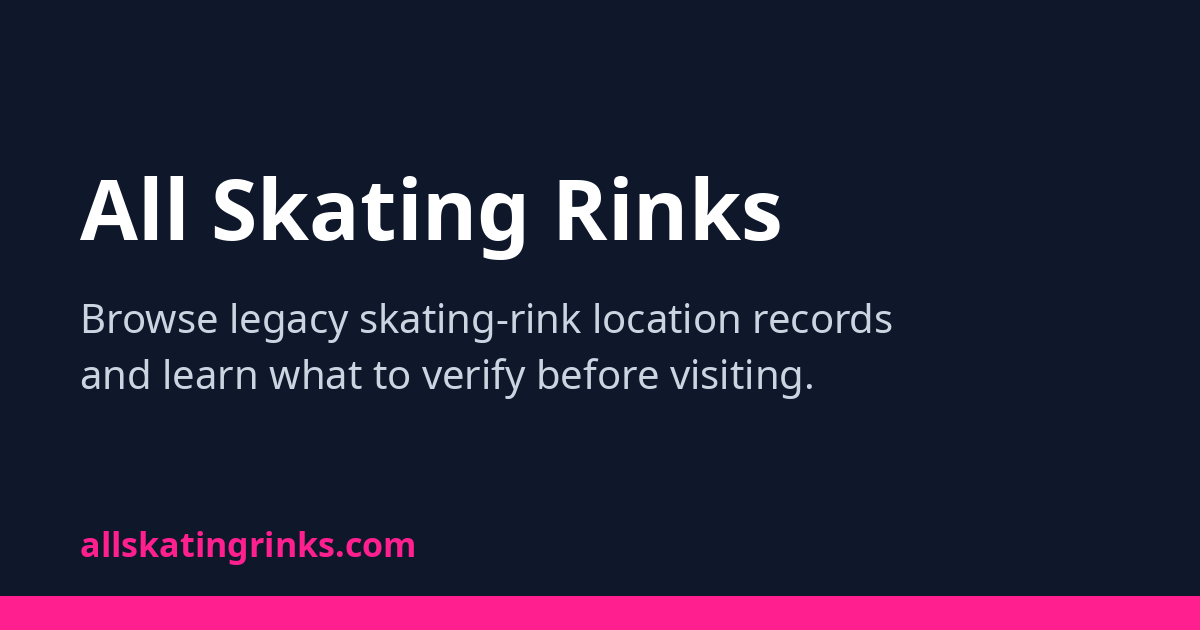 All Skating Rinks
Browse legacy skating-rink location records
and learn what to verify before visiting.
allskatingrinks.com